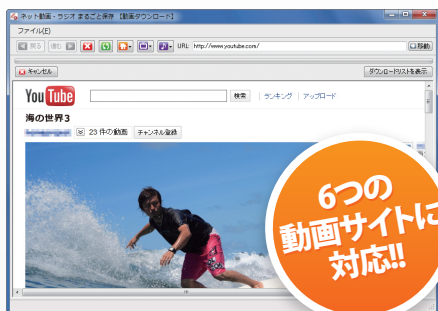 ネット動画・ラジオ まるごと保存 【動画ダウンロード】
ファイル(E)
戻る 進む URL http://www.youtube.com/ 移動
キャンセル ダウンロードリストを表示
You Tube 検索 ランキング アップロード
海の世界3
23 件の動画 チャンネル登録
6つの
動画サイトに
対応!!